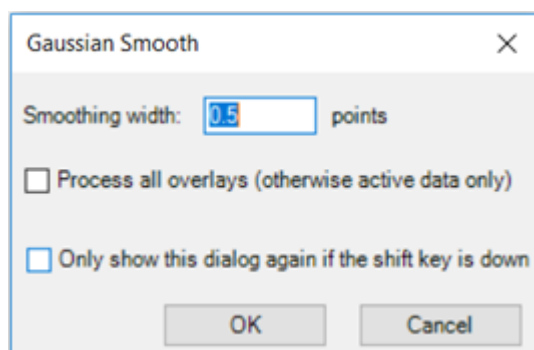 Gaussian Smooth
Smoothing width: 0.5 points
Process all overlays (otherwise active data only)
Only show this dialog again if the shift key is down
OK Cancel